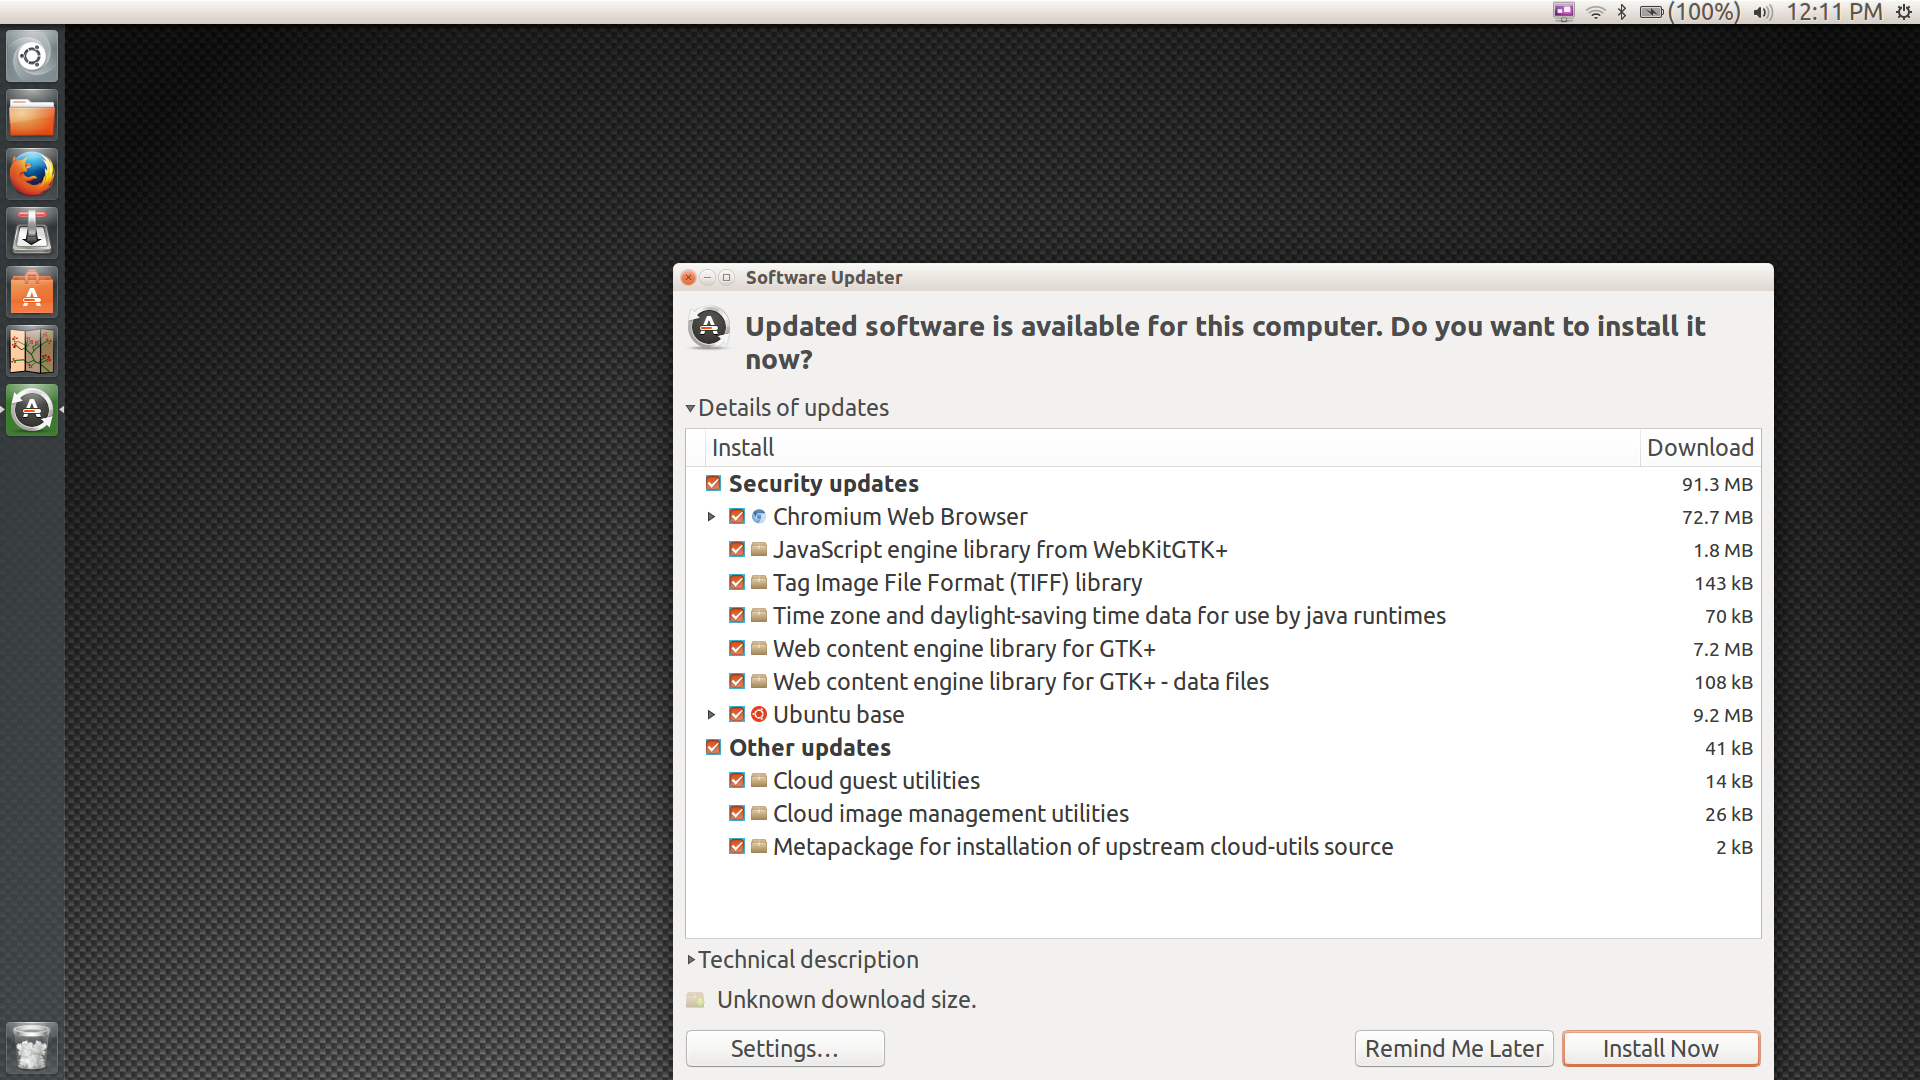 (100%) 12:11 PM
Software Updater
Updated software is available for this computer. Do you want to install it
now?
Details of updates
Install Download
Security updates 91.3 MB
Chromium Web Browser 72.7 MB
JavaScript engine library from WebKitGTK+ 1.8 MB
Tag Image File Format (TIFF) library 143 kB
Time zone and daylight-saving time data for use by java runtimes 70 kB
Web content engine library for GTK+ 7.2 MB
Web content engine library for GTK+ - data files 108 kB
Ubuntu base 9.2 MB
Other updates 41 kB
Cloud guest utilities 14 kB
Cloud image management utilities 26 kB
Metapackage for installation of upstream cloud-utils source 2 kB
Technical description
Unknown download size.
Settings... Remind Me Later Install Now